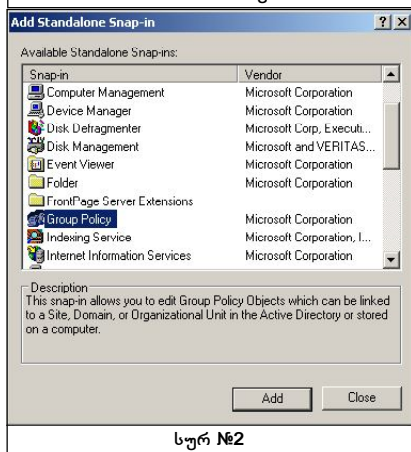 Add Standalone Snap-in
Available Standalone Snap-ins:
Snap-in Vendor
Computer Management Microsoft Corporation
Device Manager Microsoft Corporation
Disk Defragmenter Microsoft Corp, Executi...
Disk Management Microsoft and VERITAS...
Event Viewer Microsoft Corporation
Folder Microsoft Corporation
FrontPage Server Extensions
Group Policy Microsoft Corporation
Indexing Service Microsoft Corporation, I...
Internet Information Services Microsoft Corporation
Description
This snap-in allows you to edit Group Policy Objects which can be linked
to a Site, Domain, or Organizational Unit in the Active Directory or stored
on a computer.
Add Close
სურ №2